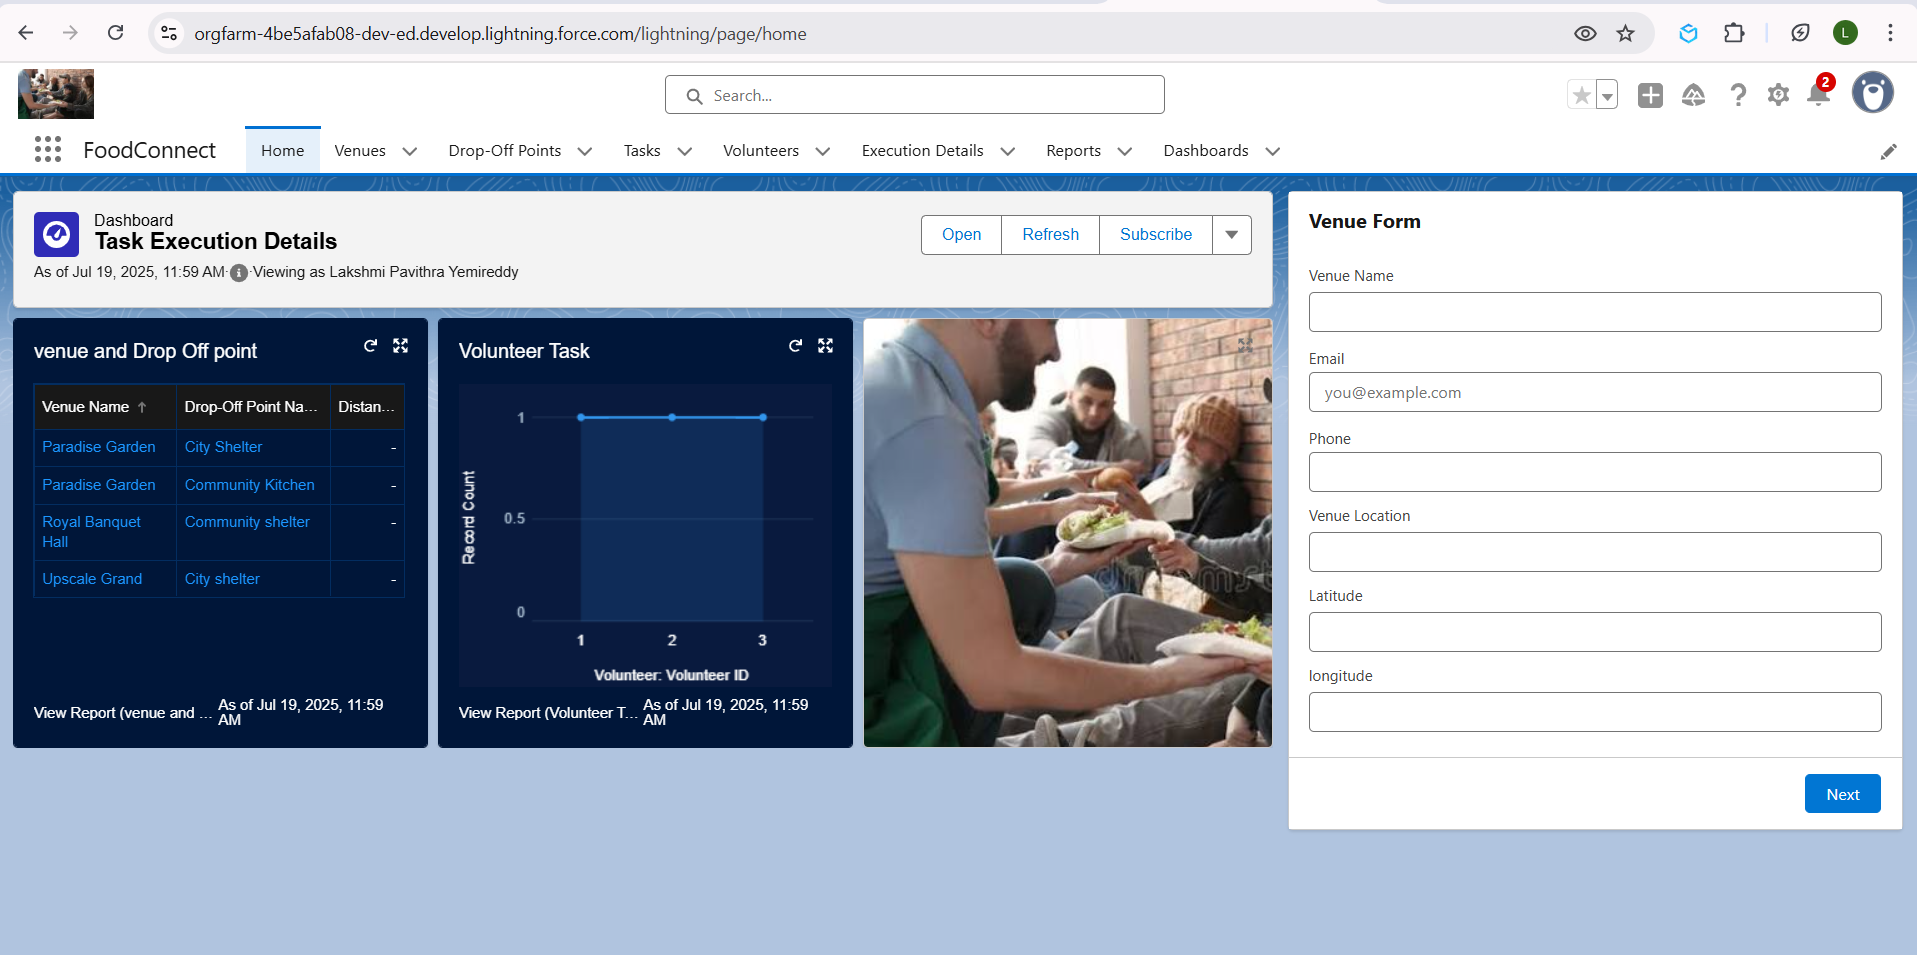 orgfarm-4be5afab08-dev-ed.develop.lightning.force.com/lightning/page/home
L
Search...
2
FoodConnect
Home
Venues
Drop-Off Points
Tasks
Volunteers
Execution Details
Reports
Dashboards
Dashboard
Task Execution Details
As of Jul 19, 2025, 11:59 AM·Viewing as Lakshmi Pavithra Yemireddy
Open
Refresh
Subscribe
venue and Drop Off point
Venue Name ↑ Drop-Off Point Na... Distan...
Paradise Garden City Shelter -
Paradise Garden Community Kitchen -
Royal Banquet Community shelter -
Hall
Upscale Grand City shelter -
View Report (venue and ...
As of Jul 19, 2025, 11:59
AM
Volunteer Task
Record Count
1
0.5
0
1 2 3
Volunteer: Volunteer ID
View Report (Volunteer T...
As of Jul 19, 2025, 11:59
AM
Venue Form
Venue Name
Email
you@example.com
Phone
Venue Location
Latitude
longitude
Next